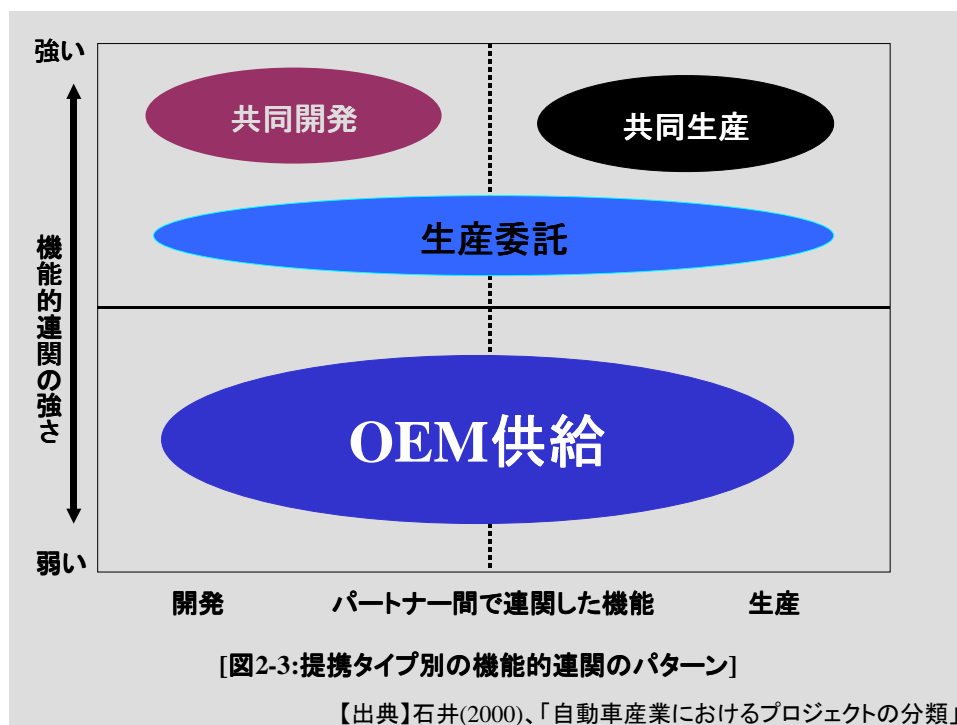 強い
共同開発
共同生産
生産委託
機能的連関の強さ
OEM供給
弱い
開発 パートナー間で連関した機能 生産
[図2-3:提携タイプ別の機能的連関のパターン]
【出典】石井(2000)、「自動車産業におけるプロジェクトの分類」